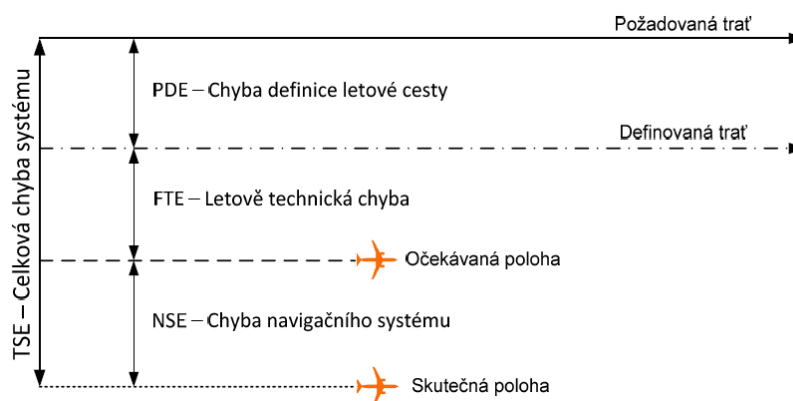 Požadovaná trať
PDE – Chyba definice letové cesty
Definovaná trať
FTE – Letově technická chyba
Očekávaná poloha
NSE – Chyba navigačního systému
Skutečná poloha
TSE – Celková chyba systému